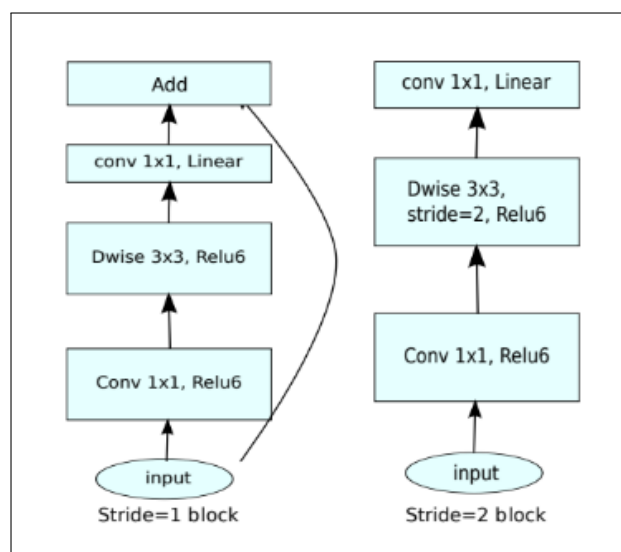 Add
conv 1x1, Linear
Dwise 3x3, Relu6
Conv 1x1, Relu6
input
Stride=1 block
conv 1x1, Linear
Dwise 3x3,
stride=2, Relu6
Conv 1x1, Relu6
input
Stride=2 block